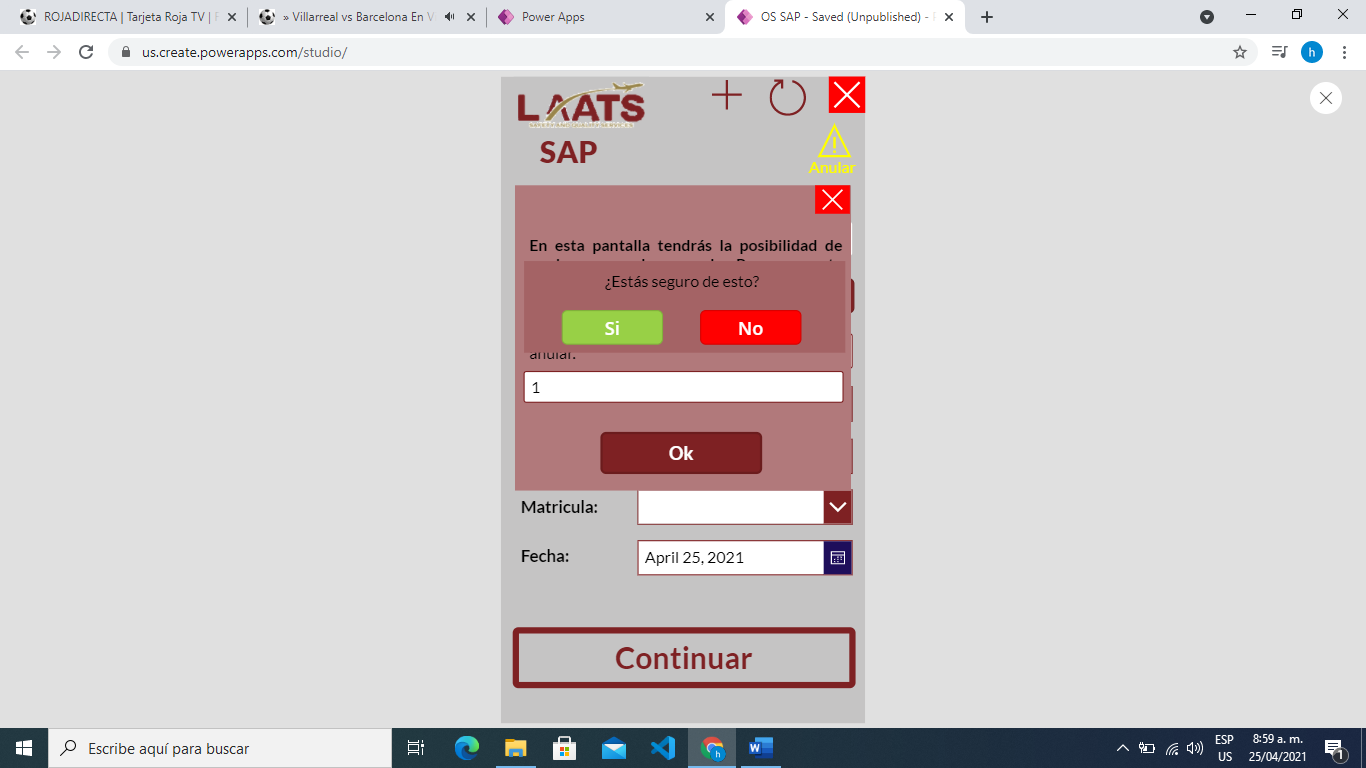 ROJADIRECTA | Tarjeta Roja TV |
» Villarreal vs Barcelona En V
Power Apps
OS SAP - Saved (Unpublished) -
us.create.powerapps.com/studio/
h
LAATS
SAP
Anular
En esta pantalla tendrás la posibilidad de
¿Estás seguro de esto?
Si
No
anular.
1
Ok
Matricula:
Fecha:
April 25, 2021
Continuar
Escribe aquí para buscar
h
ESP
US
8:59 a. m.
25/04/2021
1